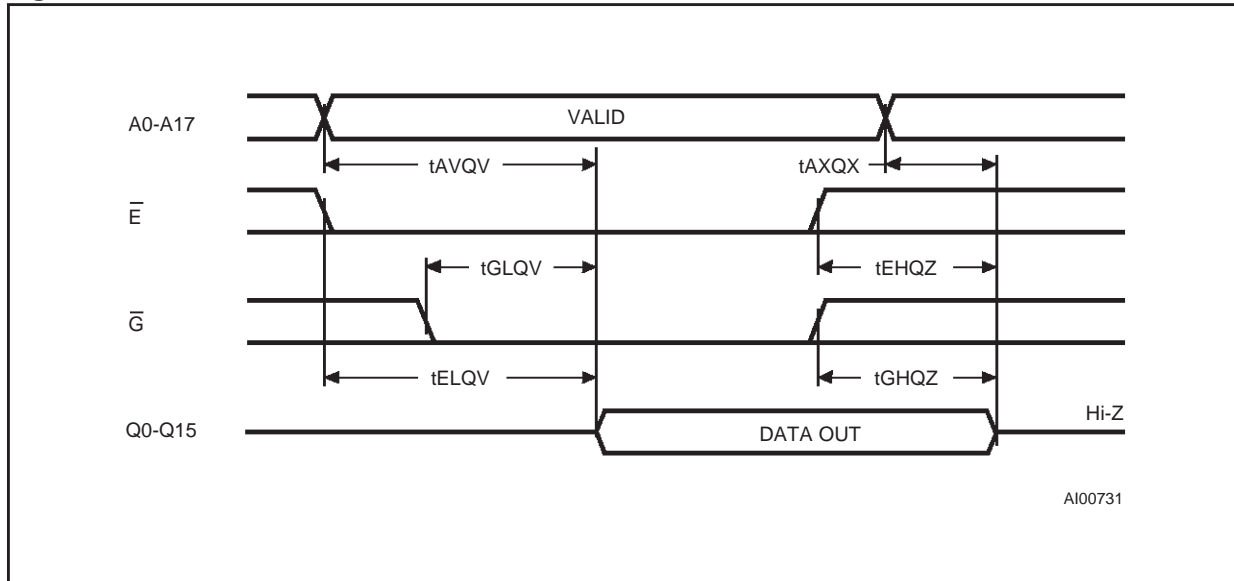 A0-A17
VALID
tAVQV
tAXQX
E̅
tGLQV
tEHQZ
G̅
tELQV
tGHQZ
Q0-Q15
DATA OUT
Hi-Z
AI00731